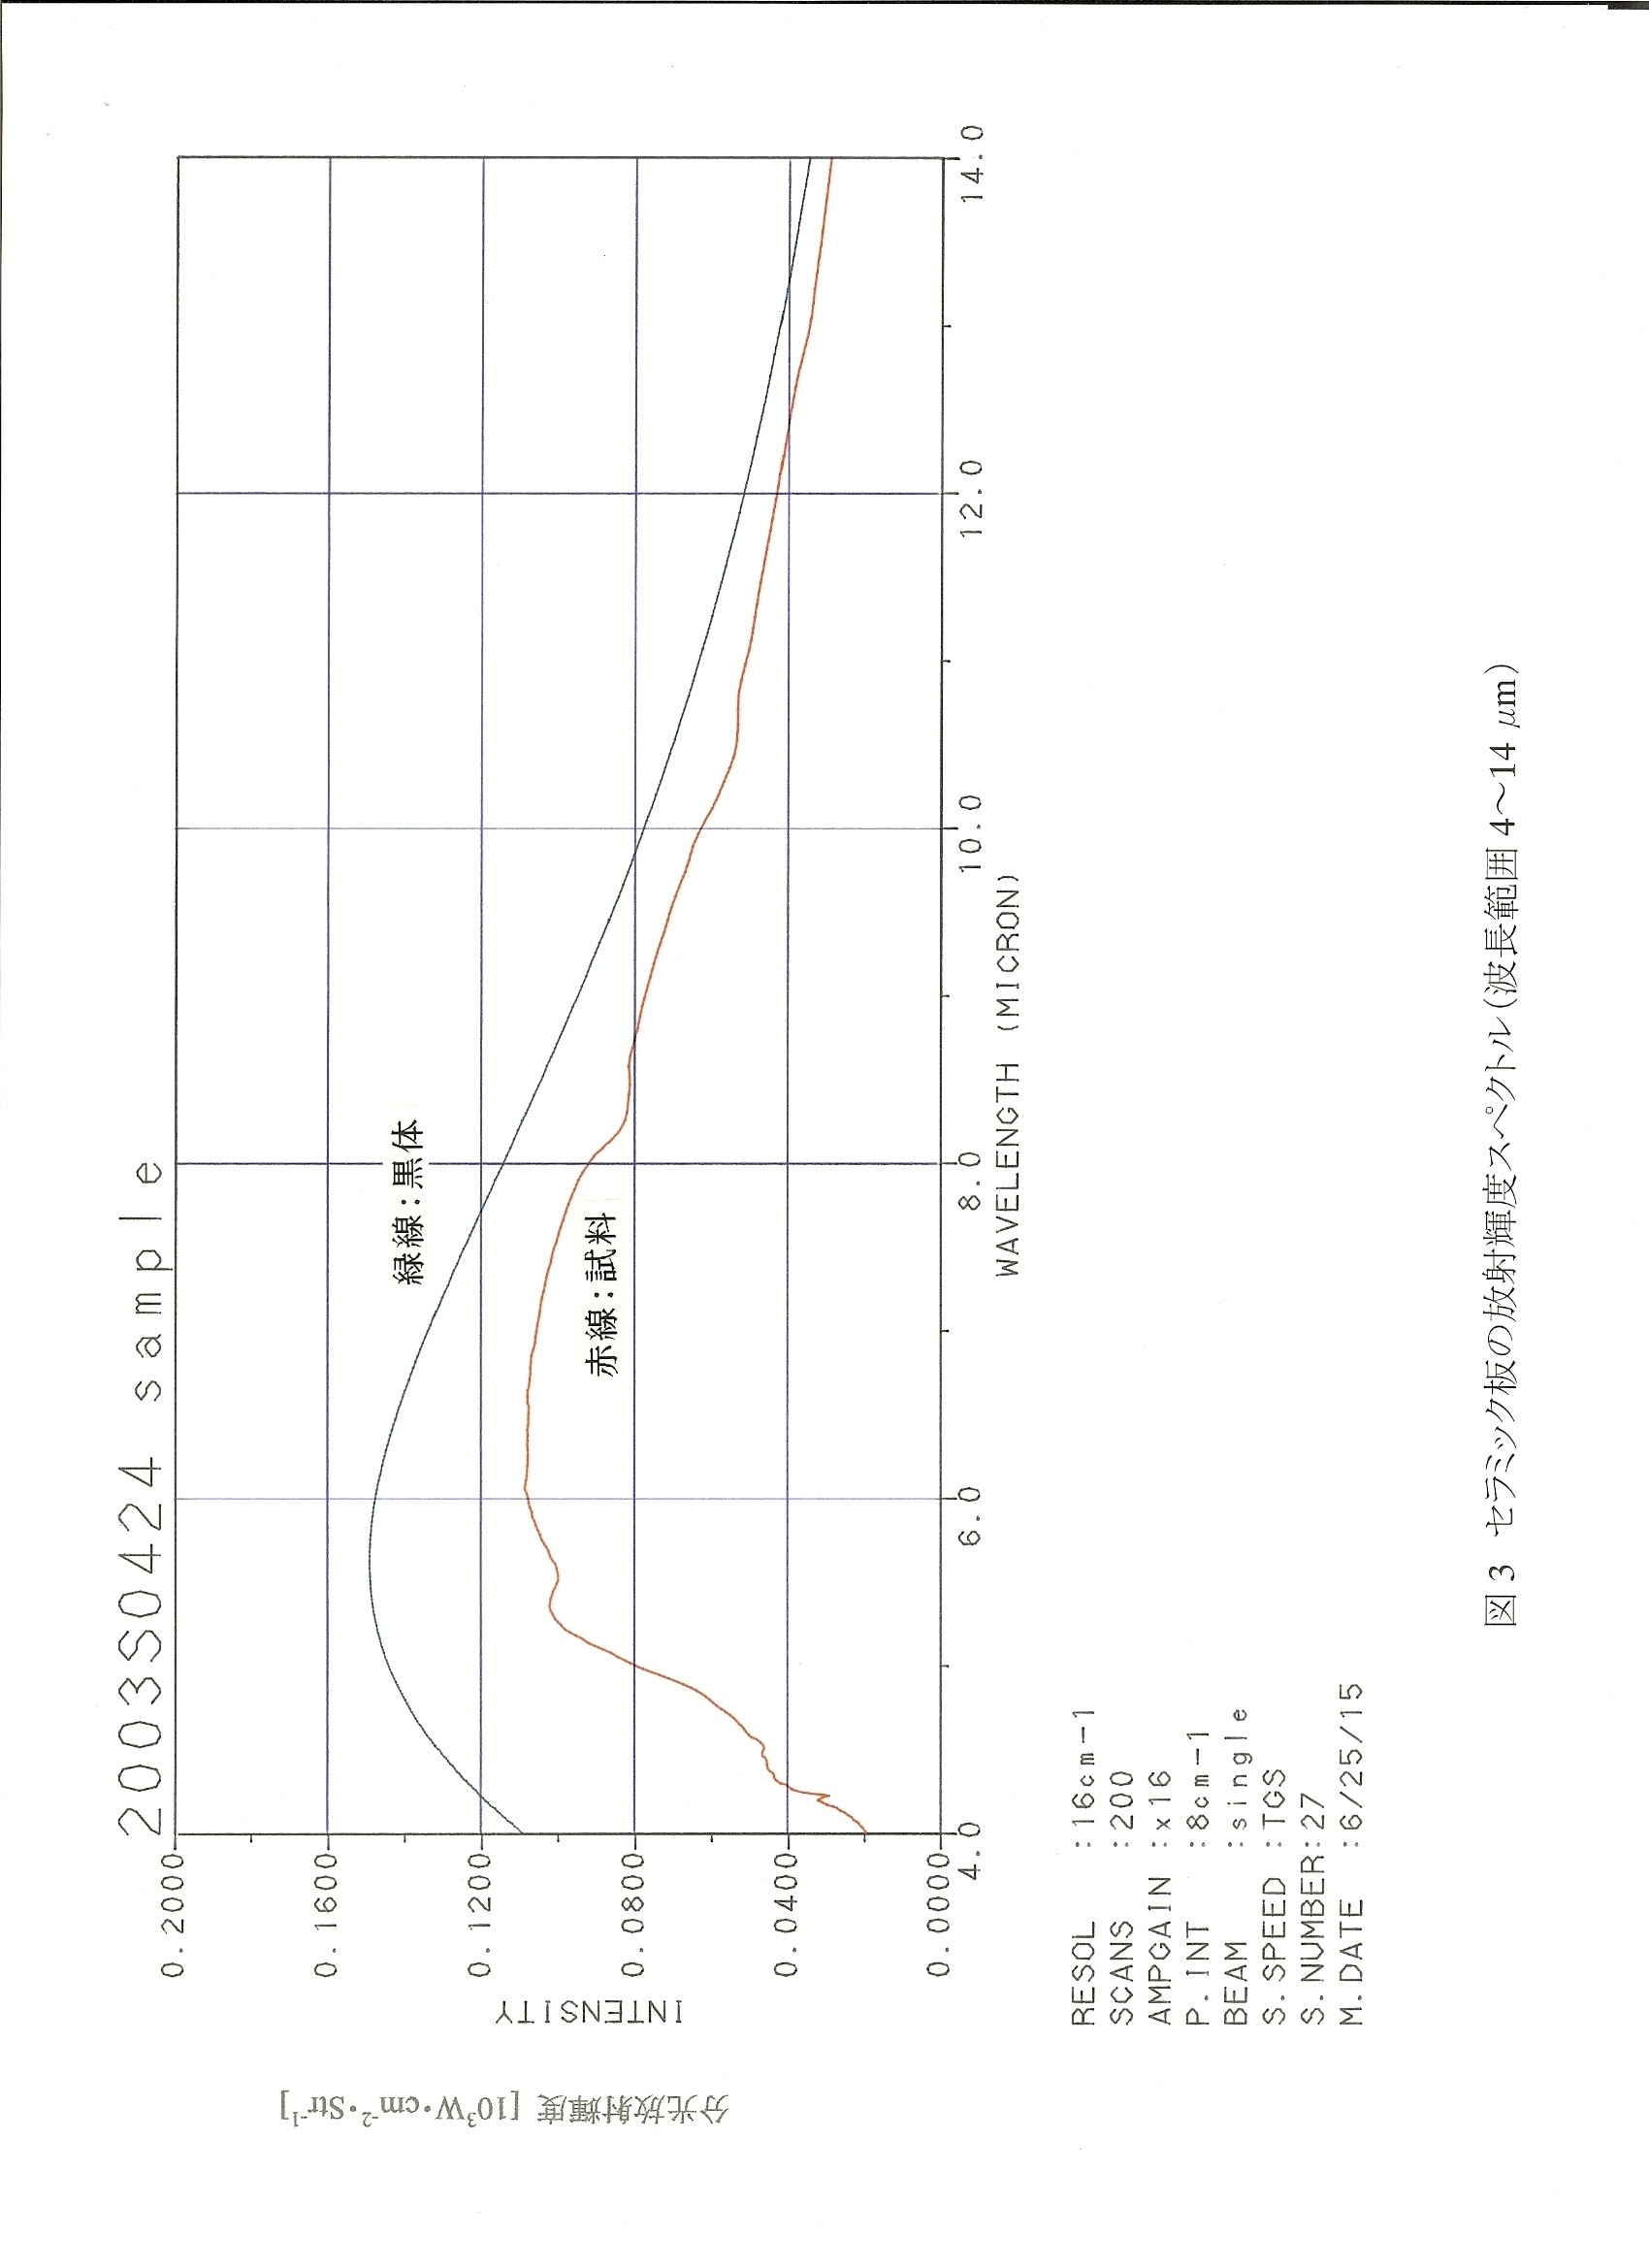 2003S0424 sample
分光放射輝度 [10³W・cm⁻²・Str⁻¹]
INTENSITY
0.2000
0.1600
0.1200
0.0800
0.0400
0.0000
緑線：黒体
赤線：試料
4.0 6.0 8.0 10.0 12.0 14.0
WAVELENGTH (MICRON)
RESOL :16cm-1
SCANS :200
AMPGAIN :x16
P.INT :8cm-1
BEAM :single
S.SPEED :TGS
S.NUMBER:27
M.DATE :6/25/15
図 3 セラミック板の放射輝度スペクトル（波長範囲 4～14 μm）